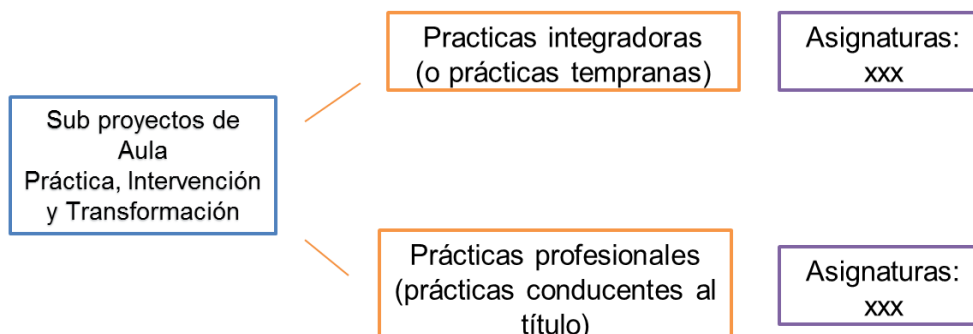 Practicas integradoras
(o prácticas tempranas)
Asignaturas:
xxx
Sub proyectos de
Aula
Práctica, Intervención
y Transformación
Prácticas profesionales
(prácticas conducentes al
título)
Asignaturas:
xxx